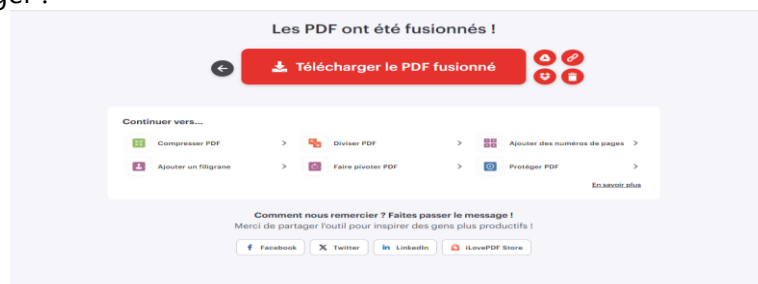 ger !
Les PDF ont été fusionnés !
Télécharger le PDF fusionné
Continuer vers...
Compresser PDF
Diviser PDF
Ajouter des numéros de pages
Ajouter un filigrane
Faire pivoter PDF
Protéger PDF
En savoir plus
Comment nous remercier ? Faites passer le message !
Merci de partager l'outil pour inspirer des gens plus productifs !
Facebook
Twitter
LinkedIn
iLovePDF Store